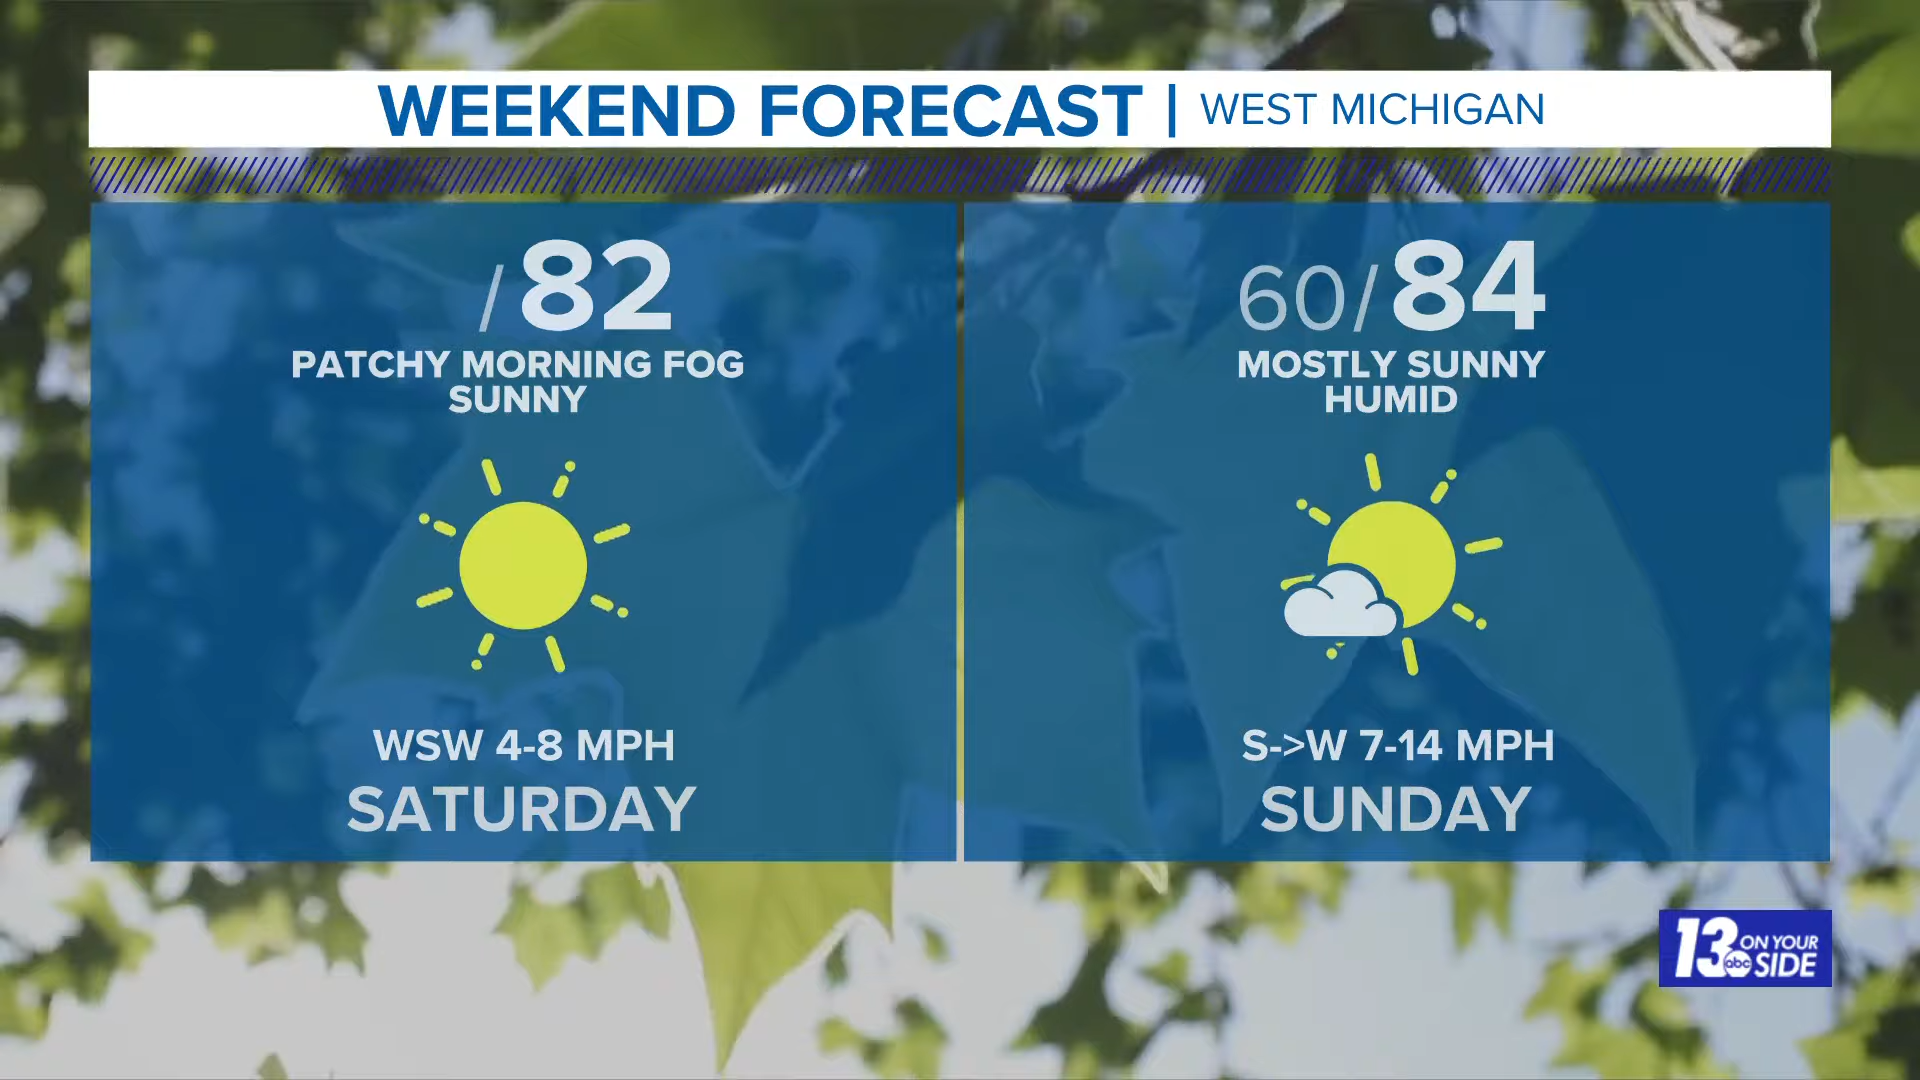 WEEKEND FORECAST | WEST MICHIGAN
/82
PATCHY MORNING FOG
SUNNY
WSW 4-8 MPH
SATURDAY
60/84
MOSTLY SUNNY
HUMID
S->W 7-14 MPH
SUNDAY
13 ON YOUR
abc SIDE